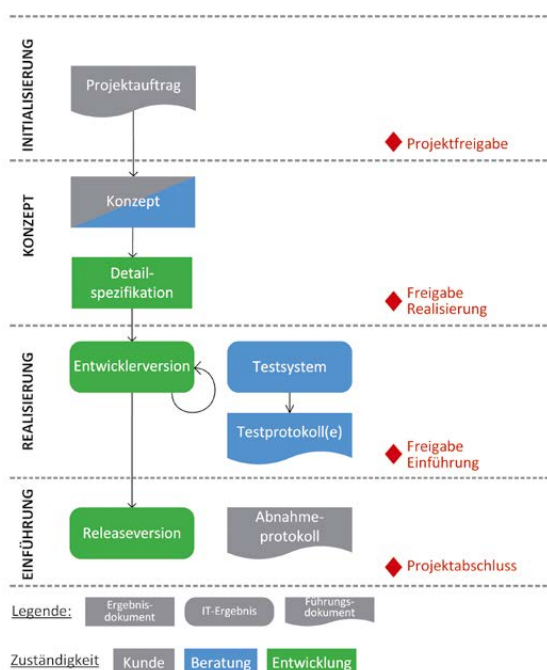 INITIALISIERUNG
Projektauftrag
Projektfreigabe
KONZEPT
Konzept
Detail-
spezifikation
Freigabe
Realisierung
REALISIERUNG
Entwicklerversion
Testsystem
Testprotokoll(e)
Freigabe
Einführung
EINFÜHRUNG
Releaseversion
Abnahme-
protokoll
Projektabschluss
Legende:
Ergebnis-
dokument
IT-Ergebnis
Führungs-
dokument
Zuständigkeit
Kunde
Beratung
Entwicklung